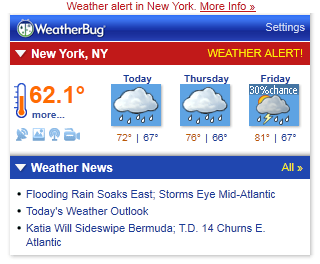 Weather alert in New York. More Info »
WeatherBug® Settings
New York, NY WEATHER ALERT!
Today Thursday Friday
30% chance
62.1°
more...
72° | 67° 76° | 66° 81° | 67°
Weather News All »
• Flooding Rain Soaks East; Storms Eye Mid-Atlantic
• Today's Weather Outlook
• Katia Will Sideswipe Bermuda; T.D. 14 Churns E.
Atlantic